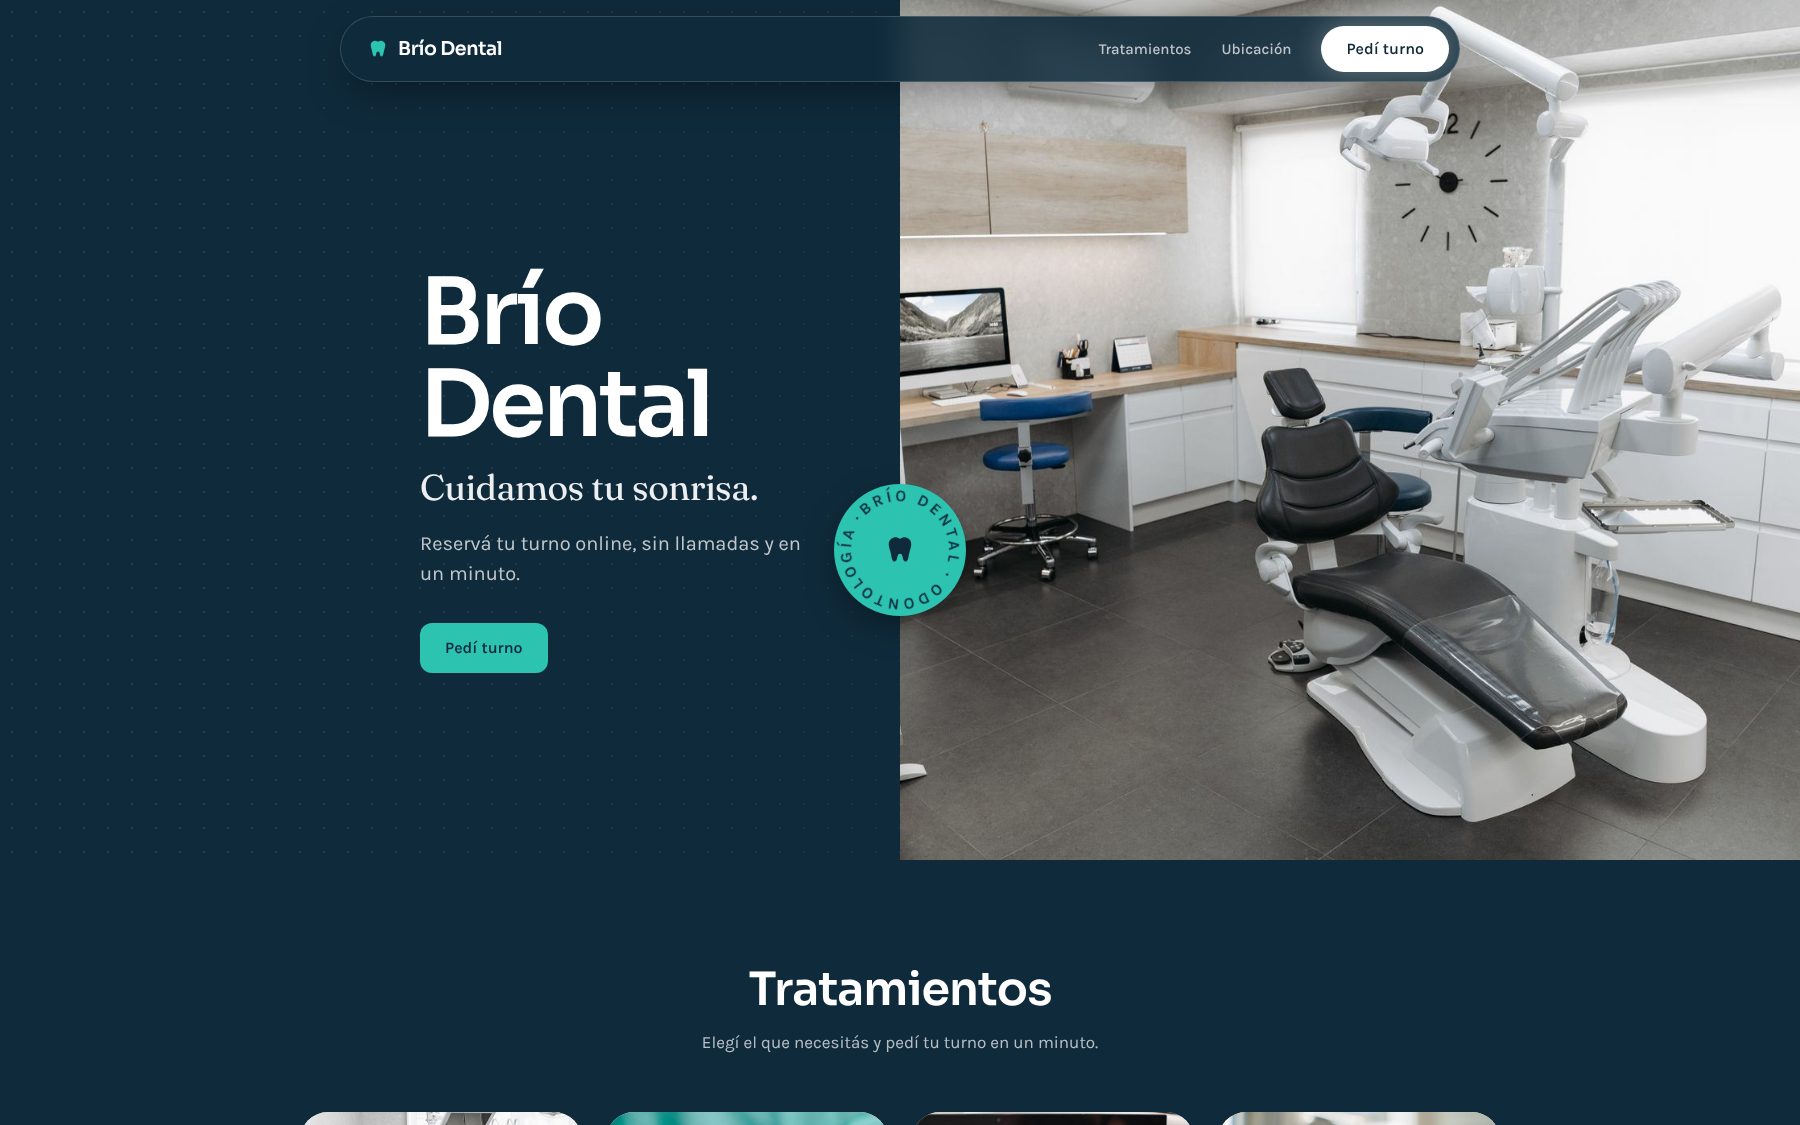 Brío Dental
Tratamientos
Ubicación
Pedí turno
12
Brío
Dental
Cuidamos tu sonrisa.
Reservá tu turno online, sin llamadas y en
un minuto.
BRÍO DENTAL · ODONTOLOGÍA ·
Pedí turno
Tratamientos
Elegí el que necesitás y pedí tu turno en un minuto.